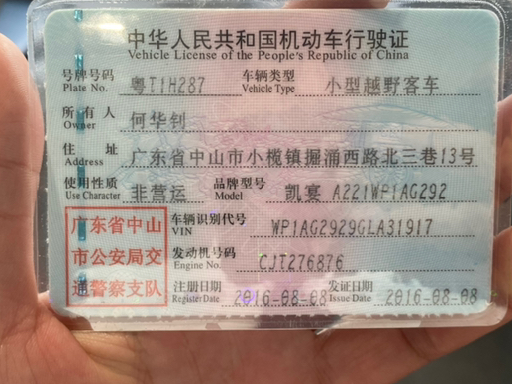 中华人民共和国机动车行驶证
Vehicle License of the People's Republic of China
号牌号码 粤T1H287 车辆类型 小型越野客车
Plate No. Vehicle Type
所有人 何华钊
Owner
住址 广东省中山市小榄镇掘涌西路北三巷13号
Address
使用性质 非营运 品牌型号 凯宴 A221WP1AG292
Use Character Model
广东省中山
市公安局交
通警察支队
车辆识别代号 WP1AG2929GLA31917
VIN
发动机号码 CJT276876
Engine No.
注册日期 2016-08-08 发证日期 2016-08-08
Register Date Issue Date